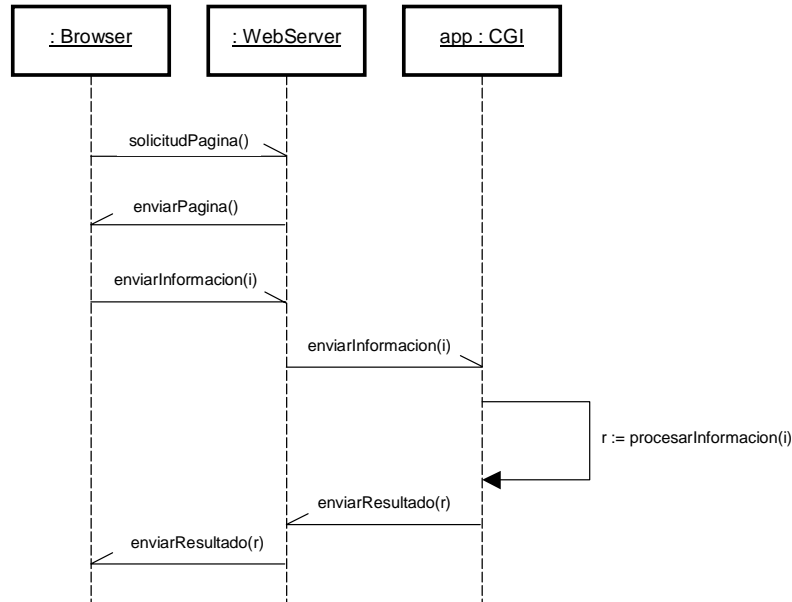 : Browser
: WebServer
app : CGI
solicitudPagina()
enviarPagina()
enviarInformacion(i)
enviarInformacion(i)
r := procesarInformacion(i)
enviarResultado(r)
enviarResultado(r)